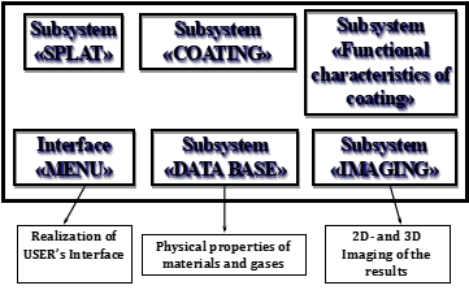 Subsystem
«SPLAT»
Subsystem
«COATING»
Subsystem
«Functional
characteristics of
coating»
Interface
«MENU»
Subsystem
«DATA BASE»
Subsystem
«IMAGING»
Realization of
USER's Interface
Physical properties of
materials and gases
2D- and 3D
Imaging of the
results